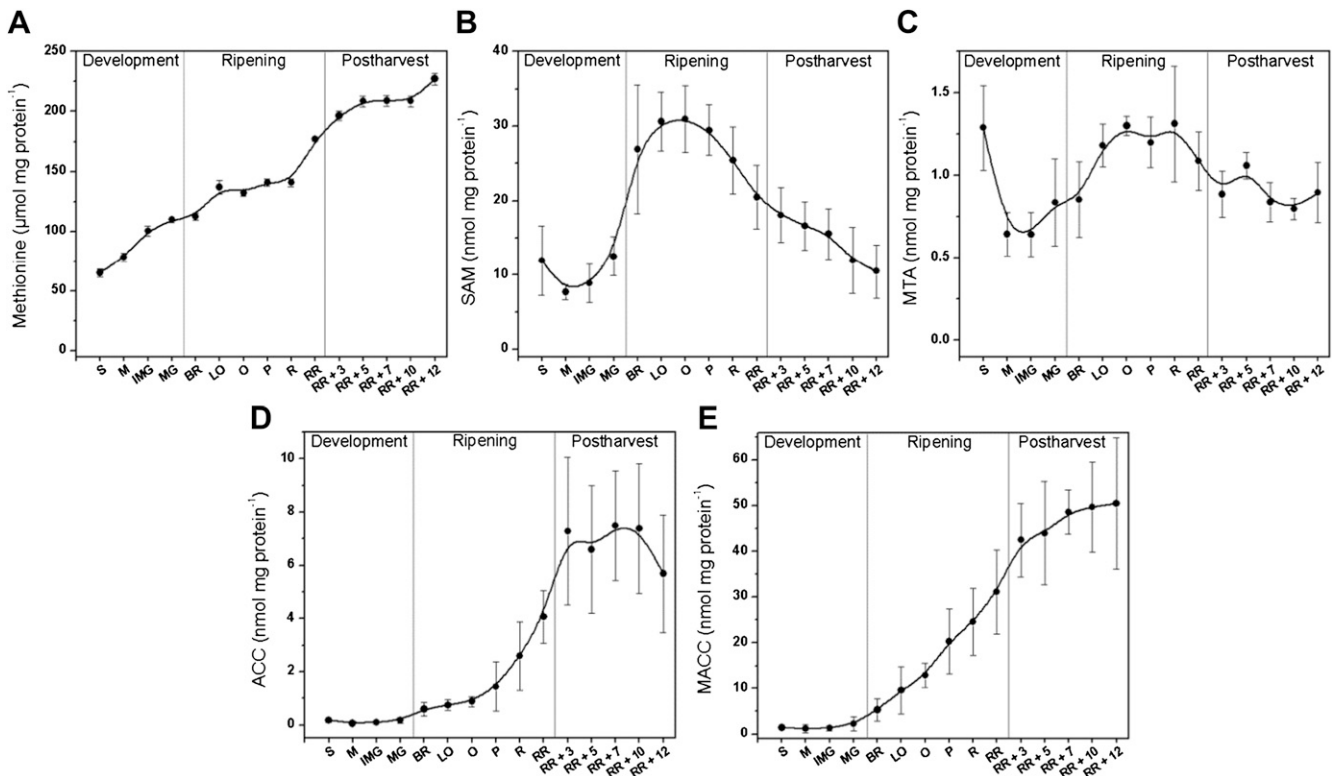 A
Development Ripening Postharvest
Methionine (µmol mg protein-1)
250
200
150
100
50
0
S M IMG MG BR LO O P R RR RR + 3 RR + 5 RR + 7 RR + 10 RR + 12
B
Development Ripening Postharvest
SAM (nmol mg protein-1)
40
30
20
10
0
S M IMG MG BR LO O P R RR RR + 3 RR + 5 RR + 7 RR + 10 RR + 12
C
Development Ripening Postharvest
MTA (nmol mg protein-1)
1.5
1.0
0.5
0.0
S M IMG MG BR LO O P R RR RR + 3 RR + 5 RR + 7 RR + 10 RR + 12
D
Development Ripening Postharvest
ACC (nmol mg protein-1)
10
8
6
4
2
0
S M IMG MG BR LO O P R RR RR + 3 RR + 5 RR + 7 RR + 10 RR + 12
E
Development Ripening Postharvest
MACC (nmol mg protein-1)
60
50
40
30
20
10
0
S M IMG MG BR LO O P R RR RR + 3 RR + 5 RR + 7 RR + 10 RR + 12